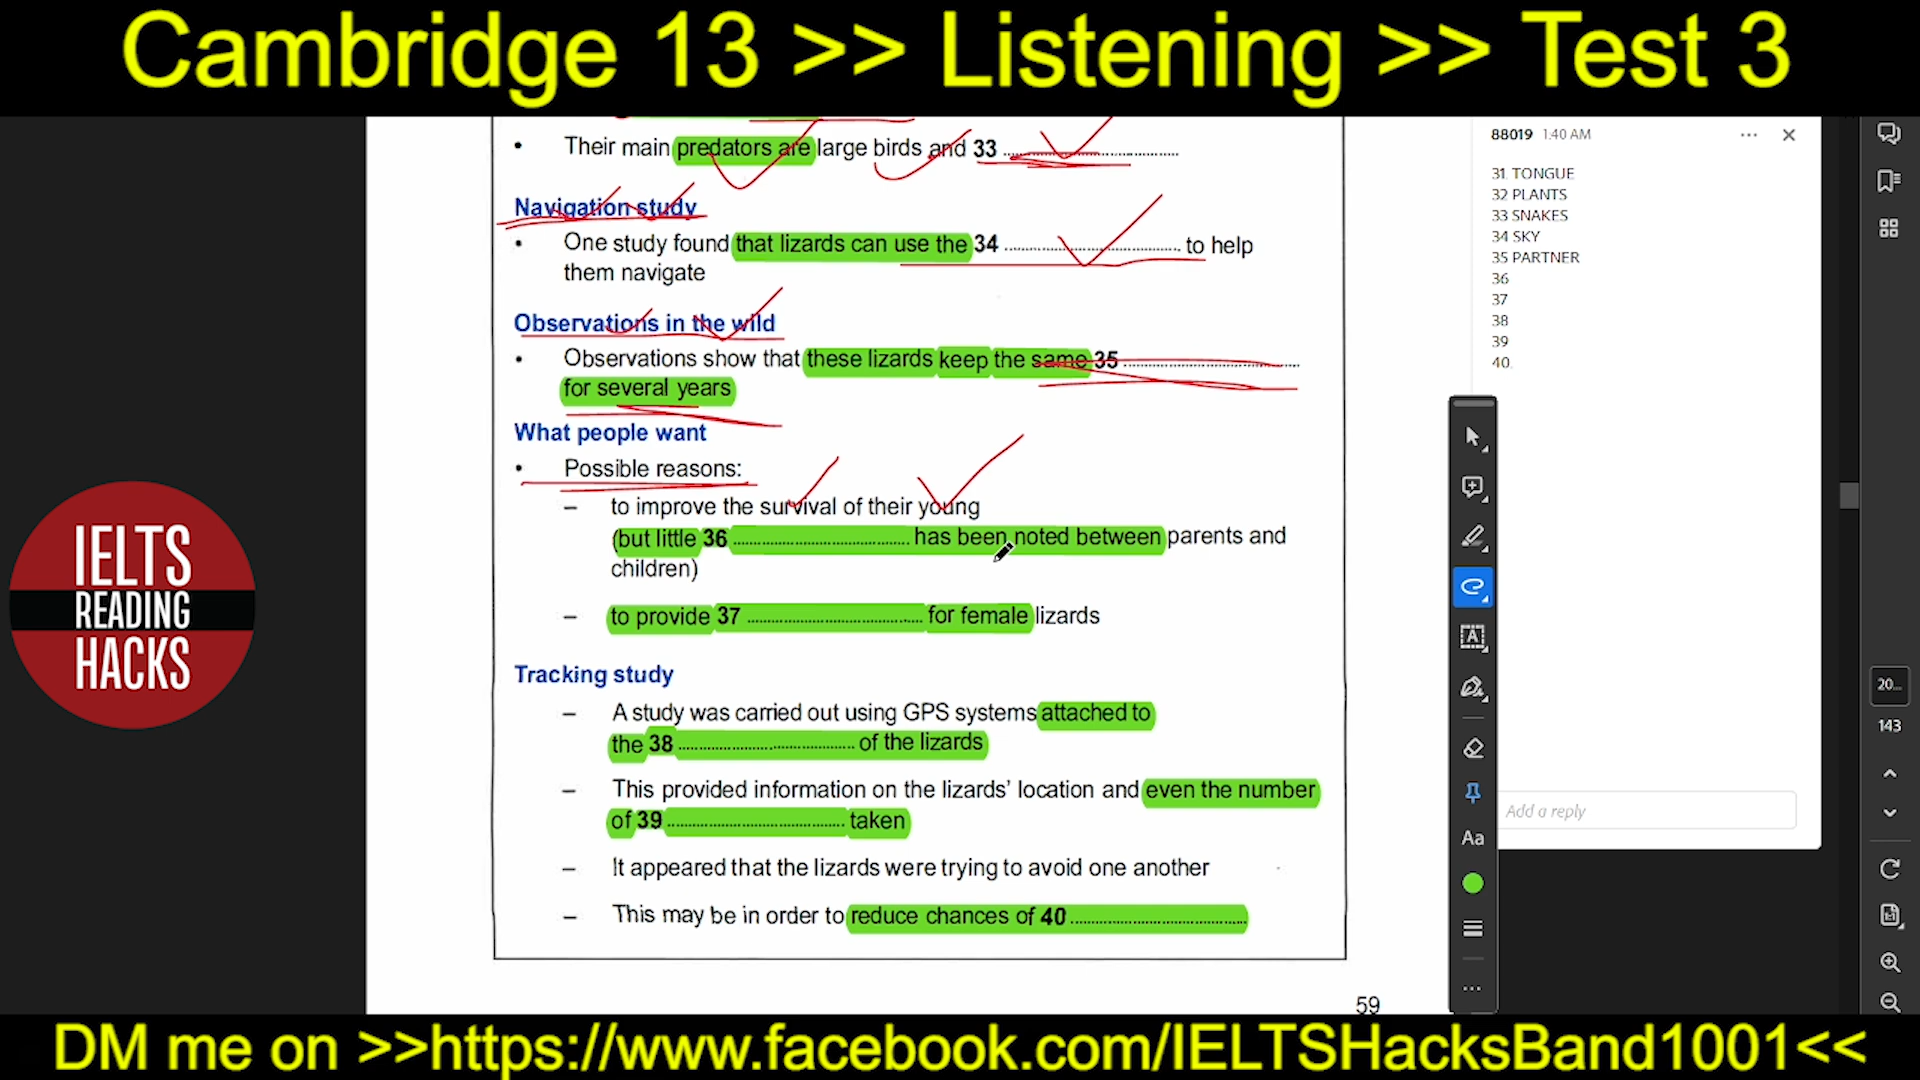 Cambridge 13 >> Listening >> Test 3
• Their main predators are large birds and 33 ................
Navigation study
• One study found that lizards can use the 34 ................ to help
them navigate
Observations in the wild
• Observations show that these lizards keep the same 35 ................
for several years
What people want
• Possible reasons:
– to improve the survival of their young
(but little 36 ................ has been noted between parents and
children)
– to provide 37 ................ for female lizards
Tracking study
– A study was carried out using GPS systems attached to
the 38 ................ of the lizards
– This provided information on the lizards' location and even the number
of 39 ................ taken
– It appeared that the lizards were trying to avoid one another
– This may be in order to reduce chances of 40 ................
59
88019 1:40 AM
31. TONGUE
32 PLANTS
33 SNAKES
34 SKY
35 PARTNER
36
37
38
39
40.
Add a reply
Aa
20...
143
IELTS
READING
HACKS
DM me on >>https://www.facebook.com/IELTSHacksBand1001<<